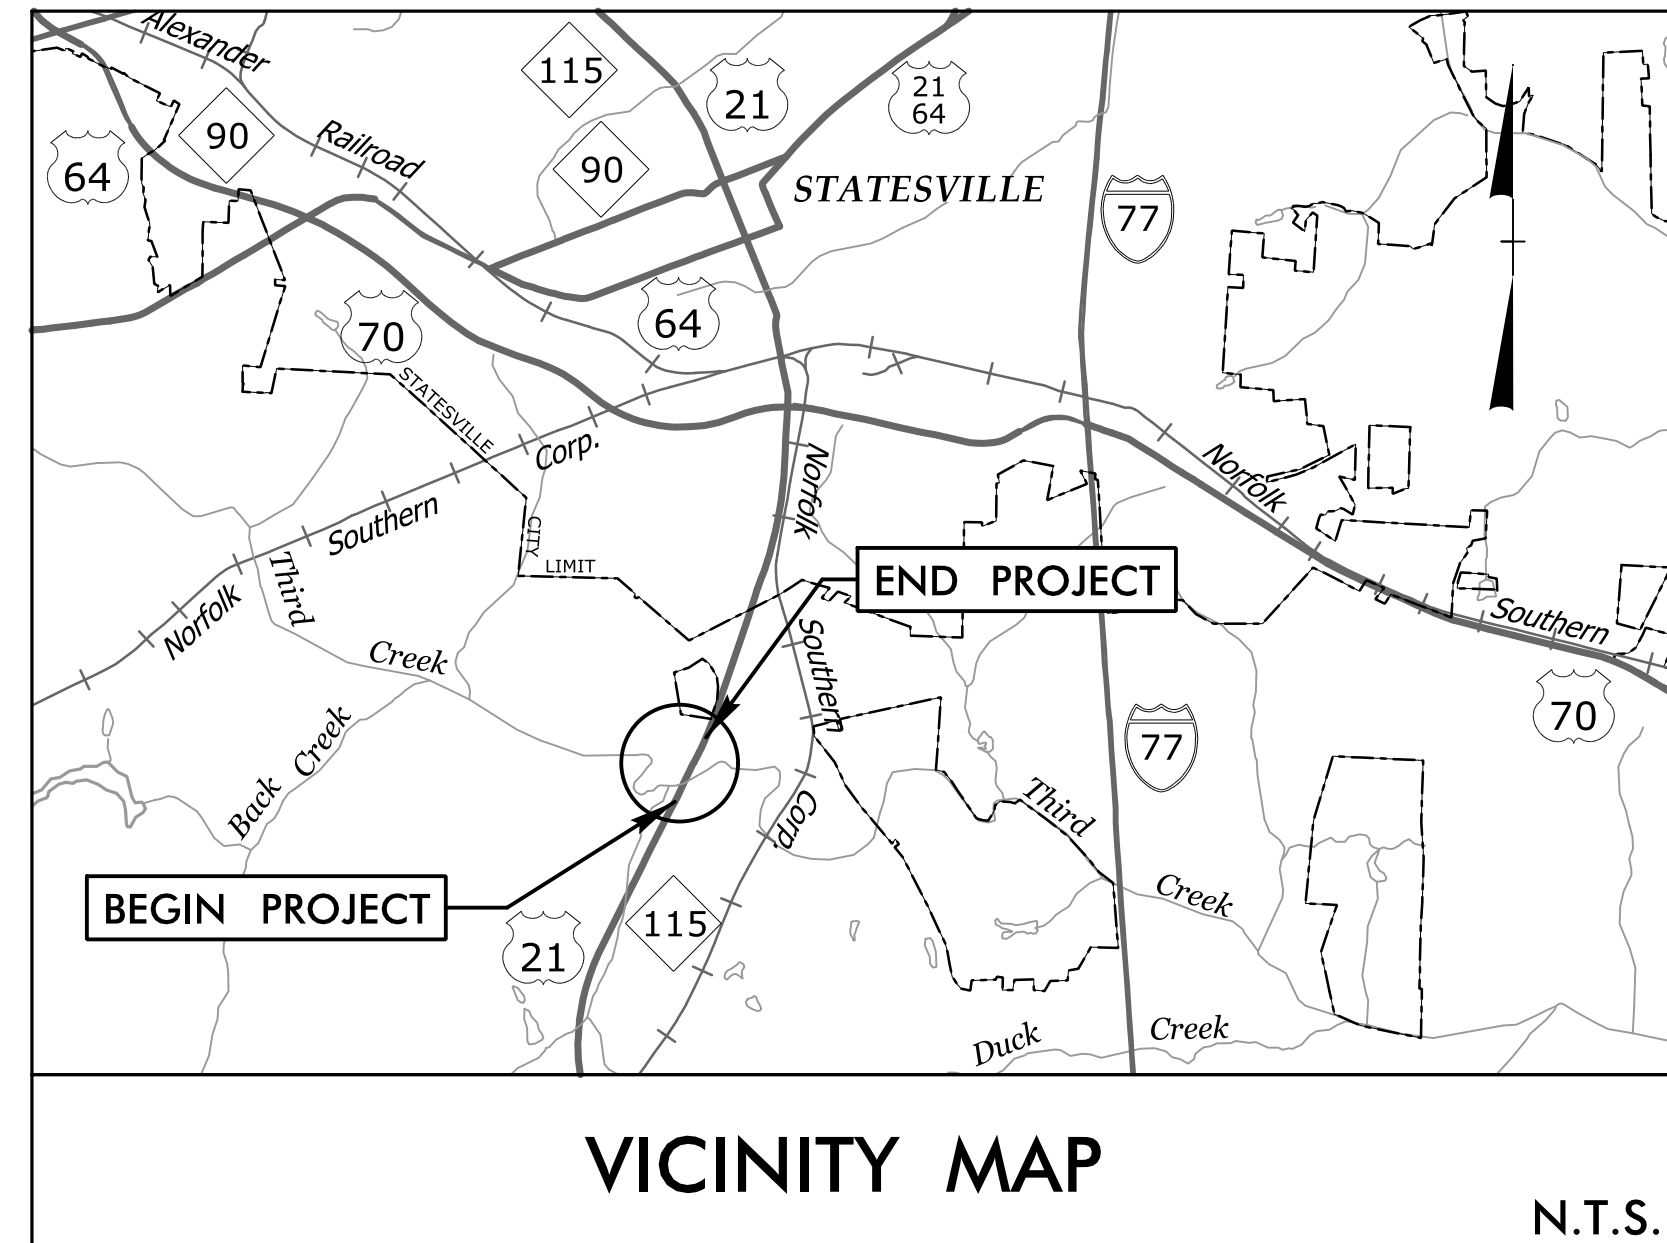 Alexander
Railroad
115
21
21
64
90
90
64
STATESVILLE
77
70
64
STATESVILLE
CITY
LIMIT
Norfolk
Southern
Corp.
Norfolk
Southern
Corp.
Norfolk
Southern
END PROJECT
Third
Creek
Back Creek
70
77
Third
Creek
BEGIN PROJECT
21
115
Duck
Creek
VICINITY MAP
N.T.S.